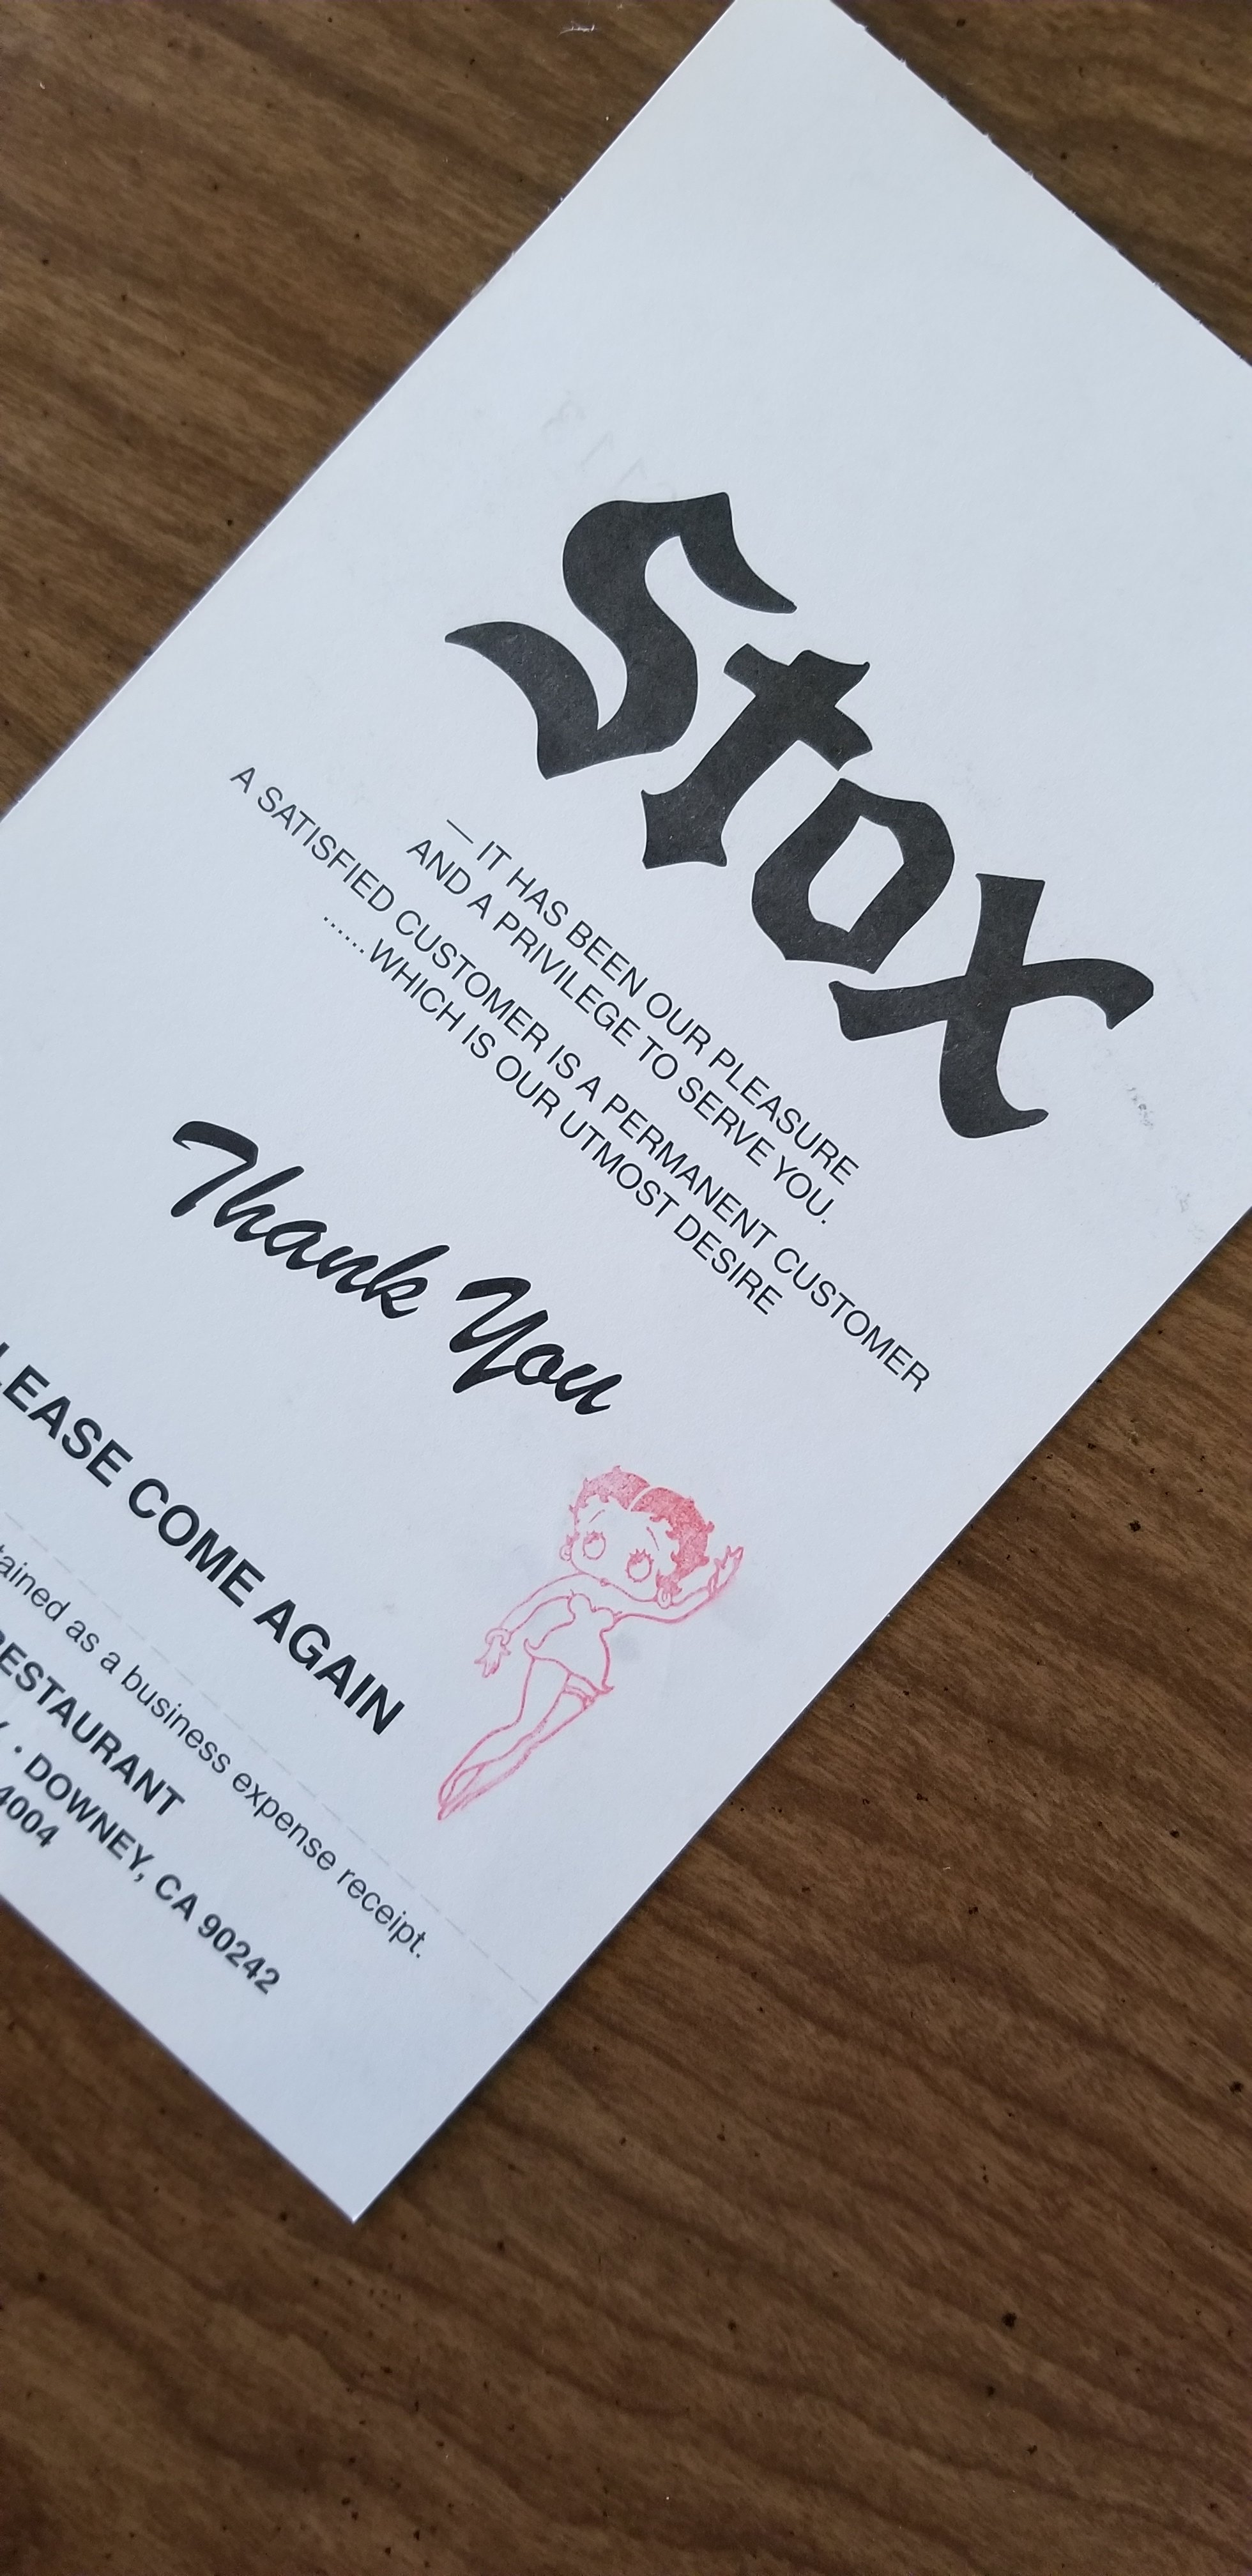 Stox
— IT HAS BEEN OUR PLEASURE
AND A PRIVILEGE TO SERVE YOU.
A SATISFIED CUSTOMER IS A PERMANENT CUSTOMER
......WHICH IS OUR UTMOST DESIRE
Thank You
LEASE COME AGAIN
tained as a business expense receipt.
RESTAURANT
· DOWNEY, CA 90242
4004